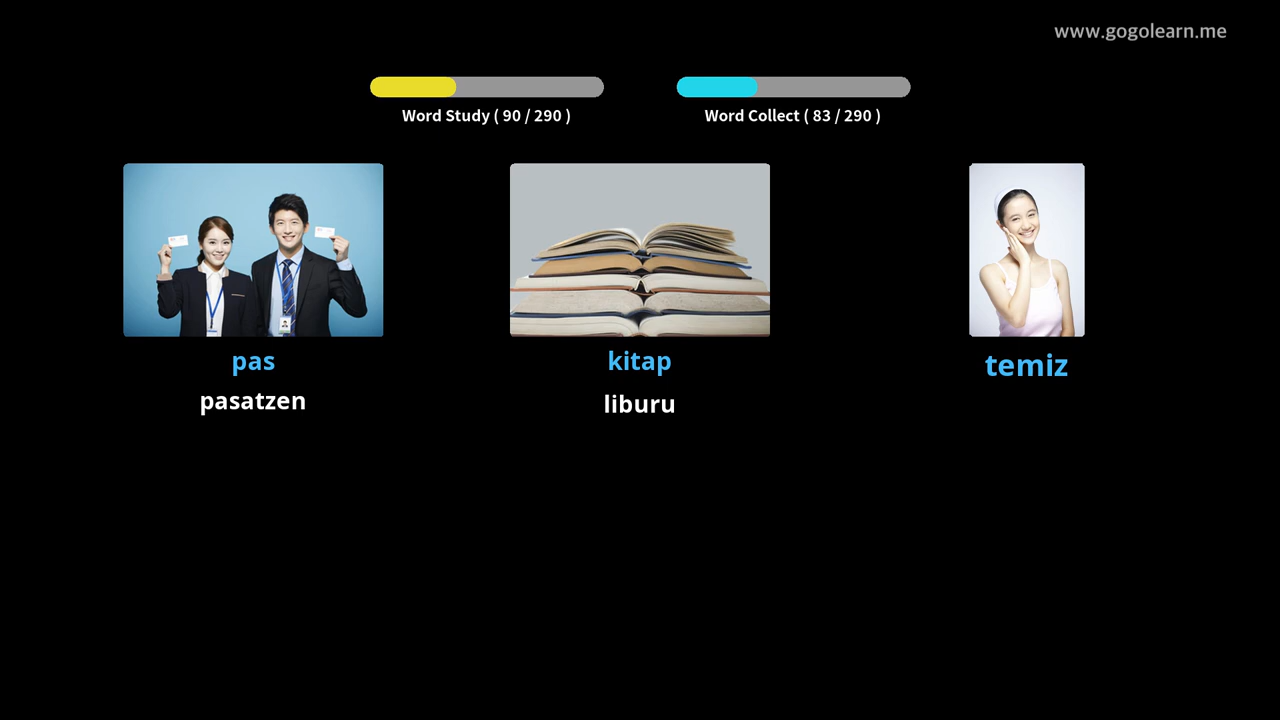 www.gogolearn.me
Word Study ( 90 / 290 )
Word Collect ( 83 / 290 )
pas
kitap
temiz
pasatzen
liburu